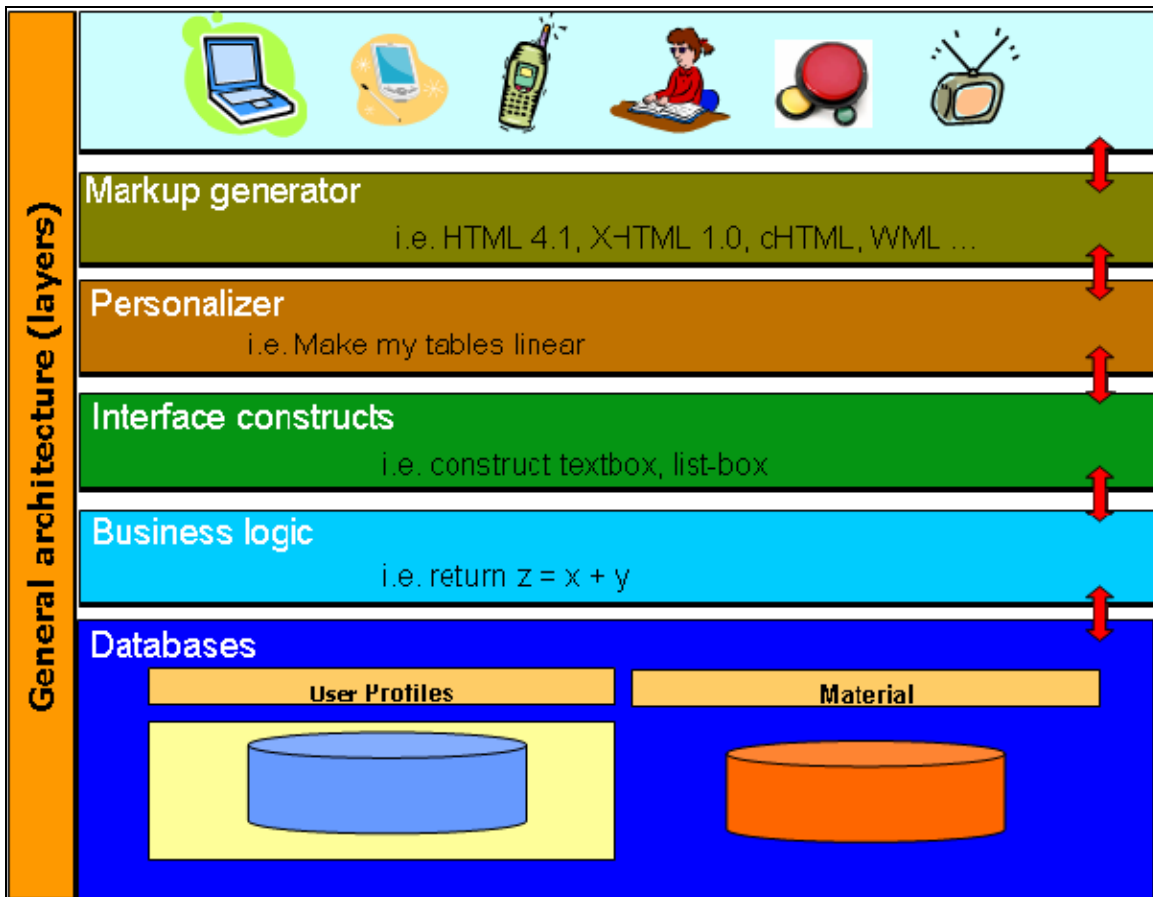 General architecture (layers)
Markup generator
i.e. HTML 4.1, XHTML 1.0, cHTML, WML ...
Personalizer
i.e. Make my tables linear
Interface constructs
i.e. construct textbox, list-box
Business logic
i.e. return z = x + y
Databases
User Profiles
Material